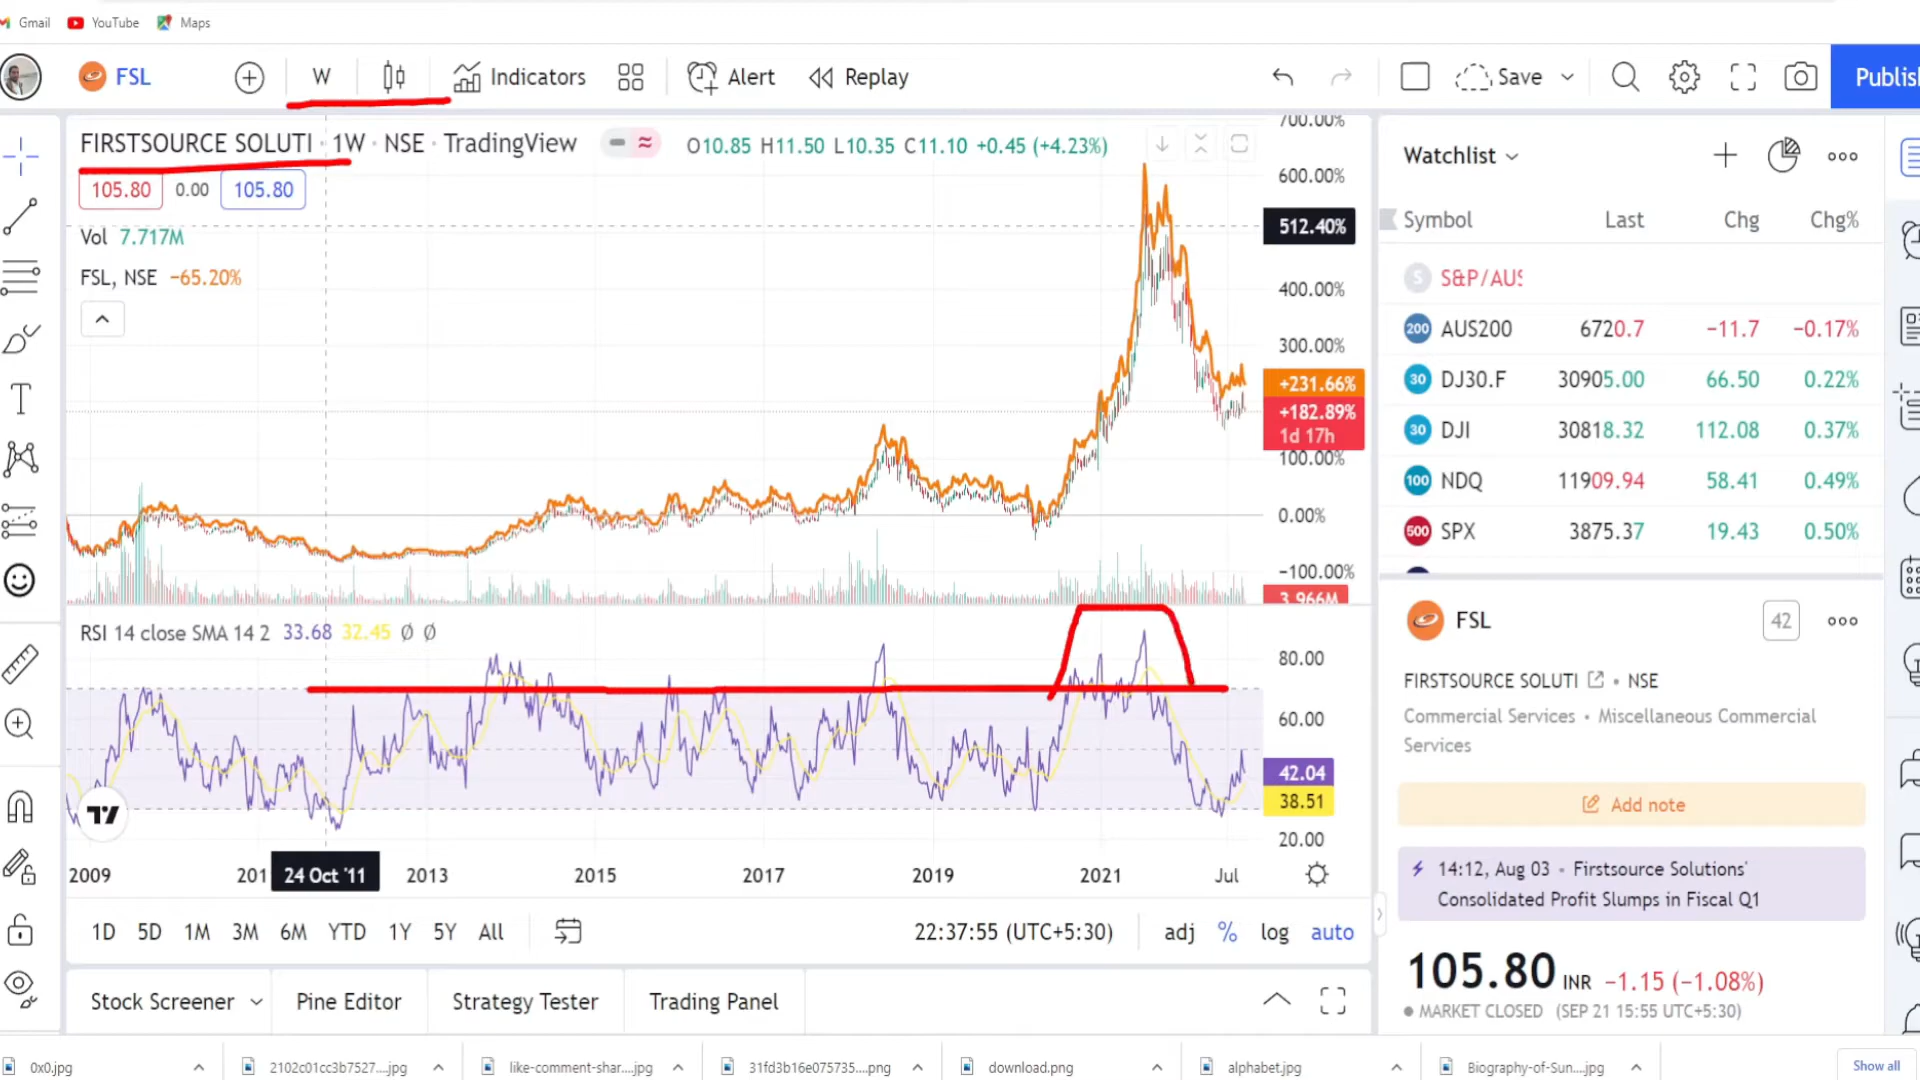 Gmail YouTube Maps
FSL W Indicators Alert Replay Save Publish
FIRSTSOURCE SOLUTI · 1W · NSE · TradingView O10.85 H11.50 L10.35 C11.10 +0.45 (+4.23%)
105.80 0.00 105.80
Vol 7.717M
FSL, NSE −65.20%
700.00%
600.00%
512.40%
400.00%
300.00%
+231.66%
+182.89%
1d 17h
100.00%
0.00%
−100.00%
3.966M
RSI 14 close SMA 14 2 33.68 32.45 Ø Ø
80.00
60.00
42.04
38.51
20.00
2009 201 24 Oct '11 2013 2015 2017 2019 2021 Jul
1D 5D 1M 3M 6M YTD 1Y 5Y All 22:37:55 (UTC+5:30) adj % log auto
Stock Screener Pine Editor Strategy Tester Trading Panel
Watchlist
Symbol Last Chg Chg%
S S&P/AUS
200 AUS200 6720.7 −11.7 −0.17%
30 DJ30.F 30905.00 66.50 0.22%
30 DJI 30818.32 112.08 0.37%
100 NDQ 11909.94 58.41 0.49%
500 SPX 3875.37 19.43 0.50%
FSL 42
FIRSTSOURCE SOLUTI • NSE
Commercial Services • Miscellaneous Commercial
Services
Add note
14:12, Aug 03 • Firstsource Solutions'
Consolidated Profit Slumps in Fiscal Q1
105.80 INR −1.15 (−1.08%)
MARKET CLOSED (SEP 21 15:55 UTC+5:30)
0x0.jpg 2102c01cc3b7527....jpg like-comment-shar....jpg 31fd3b16e075735....png download.png alphabet.jpg Biography-of-Sun....jpg Show all